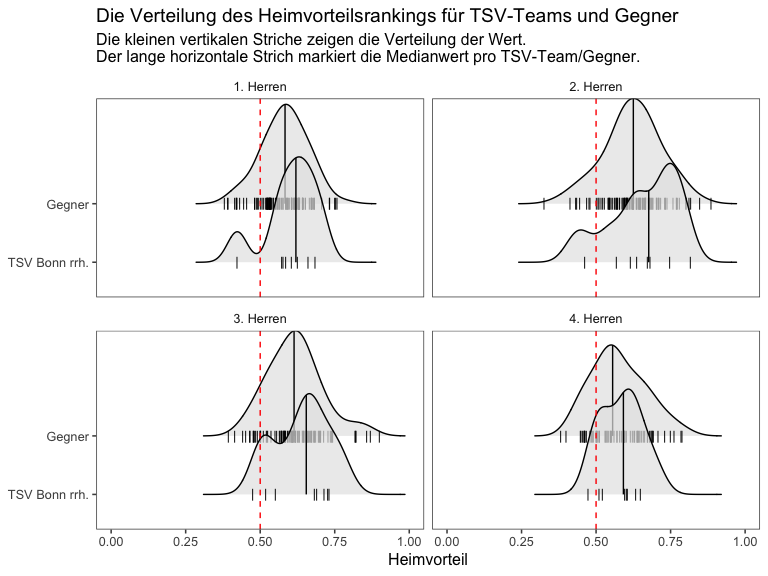 Die Verteilung des Heimvorteilsrankings für TSV-Teams und Gegner
Die kleinen vertikalen Striche zeigen die Verteilung der Wert.
Der lange horizontale Strich markiert die Medianwert pro TSV-Team/Gegner.
1. Herren
2. Herren
Gegner
TSV Bonn rrh.
3. Herren
4. Herren
Gegner
TSV Bonn rrh.
0.00 0.25 0.50 0.75 1.00 0.00 0.25 0.50 0.75 1.00
Heimvorteil